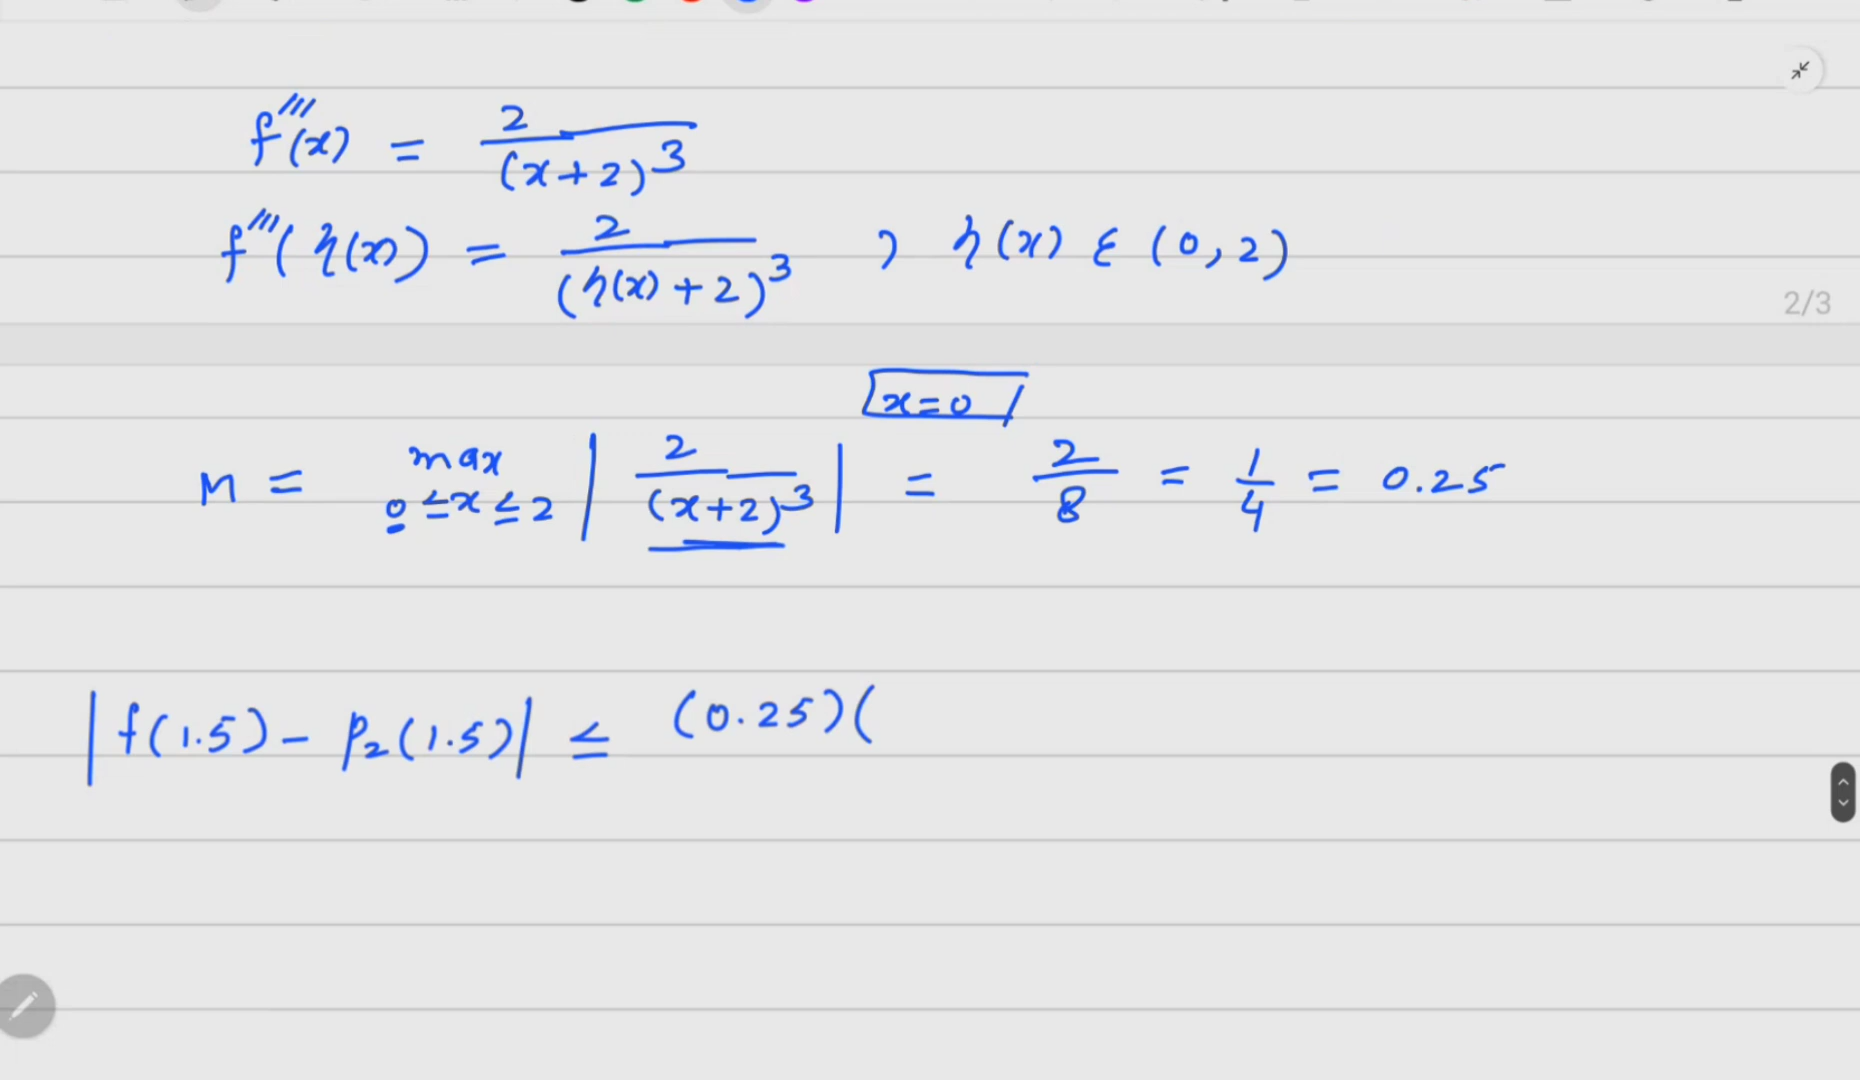 f'''(x) = 2/(x+2)^3
f'''(η(x)) = 2/(η(x)+2)^3 , η(x) ∈ (0,2)
2/3
x=0
M = max 0≤x≤2 | 2/(x+2)^3 | = 2/8 = 1/4 = 0.25
|f(1.5) - P₂(1.5)| ≤ (0.25)(